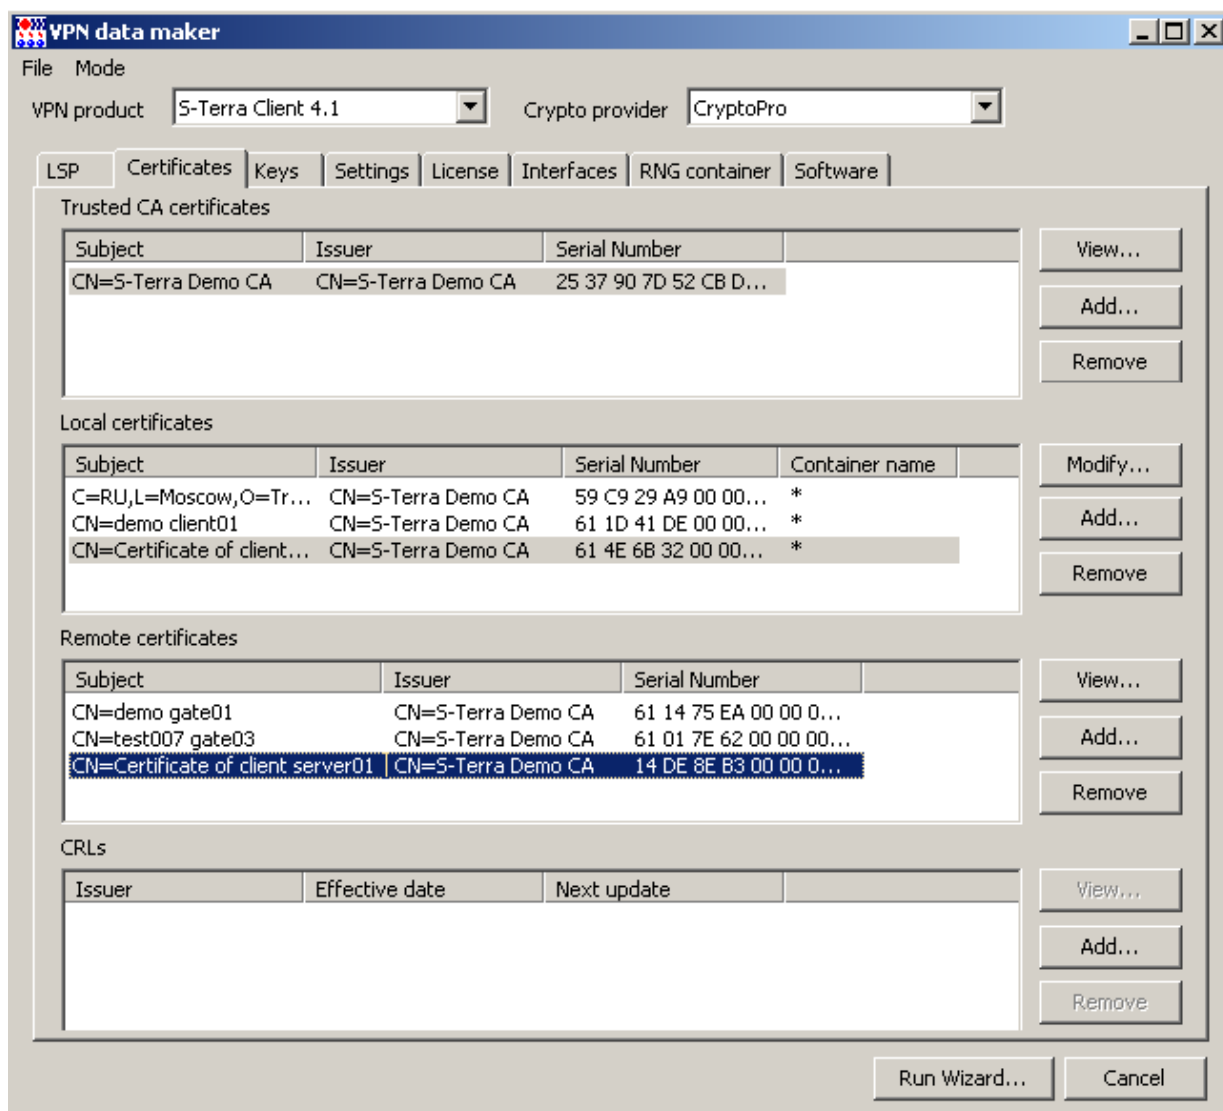 VPN data maker
File Mode
VPN product S-Terra Client 4.1 Crypto provider CryptoPro
LSP Certificates Keys Settings License Interfaces RNG container Software
Trusted CA certificates
Subject Issuer Serial Number
View...
CN=S-Terra Demo CA CN=S-Terra Demo CA 25 37 90 7D 52 CB D...
Add...
Remove
Local certificates
Subject Issuer Serial Number Container name
Modify...
C=RU,L=Moscow,O=Tr... CN=S-Terra Demo CA 59 C9 29 A9 00 00... *
CN=demo client01 CN=S-Terra Demo CA 61 1D 41 DE 00 00... *
Add...
CN=Certificate of client... CN=S-Terra Demo CA 61 4E 6B 32 00 00... *
Remove
Remote certificates
Subject Issuer Serial Number
View...
CN=demo gate01 CN=S-Terra Demo CA 61 14 75 EA 00 00 0...
CN=test007 gate03 CN=S-Terra Demo CA 61 01 7E 62 00 00 00...
Add...
CN=Certificate of client server01 CN=S-Terra Demo CA 14 DE 8E B3 00 00 0...
Remove
CRLs
Issuer Effective date Next update
View...
Add...
Remove
Run Wizard... Cancel